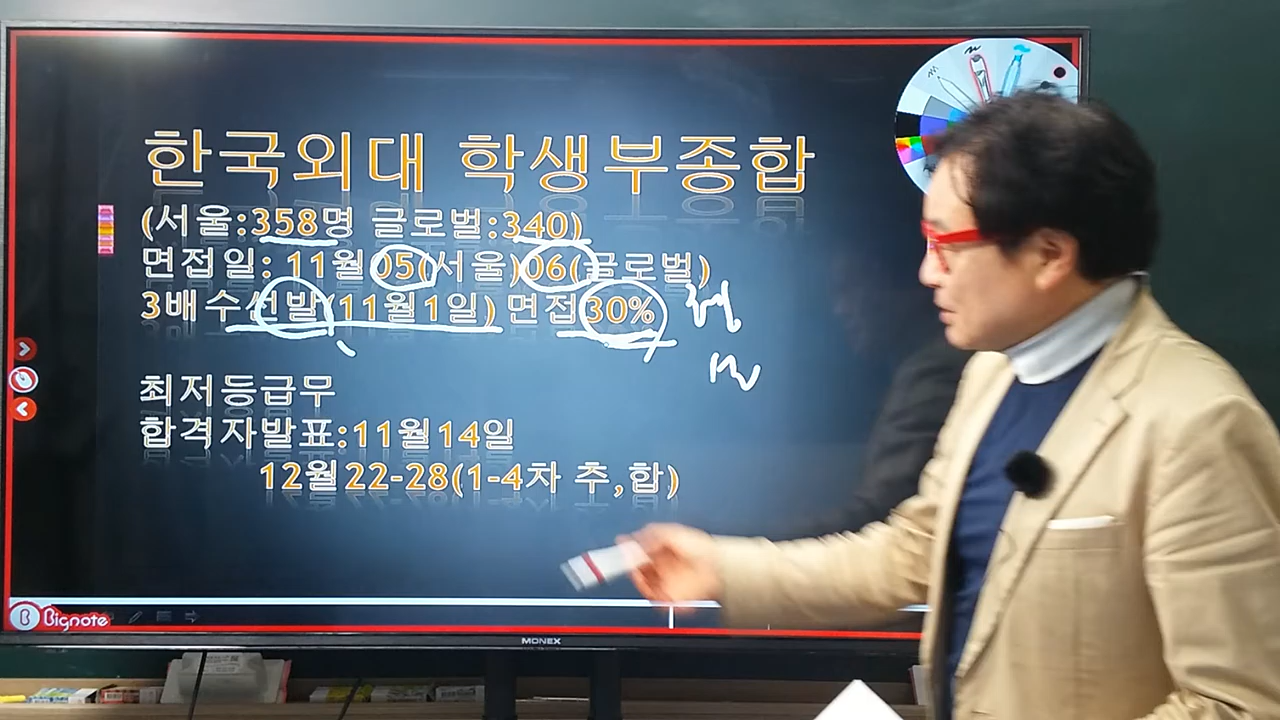 한국외대 학생부종합
(서울:358명 글로벌:340)
면접일: 11월05(서울)06(글로벌)
3배수선발(11월1일) 면접30%
최저등급무
합격자발표:11월14일
12월22-28(1-4차 추,합)
Bignote
MONEX